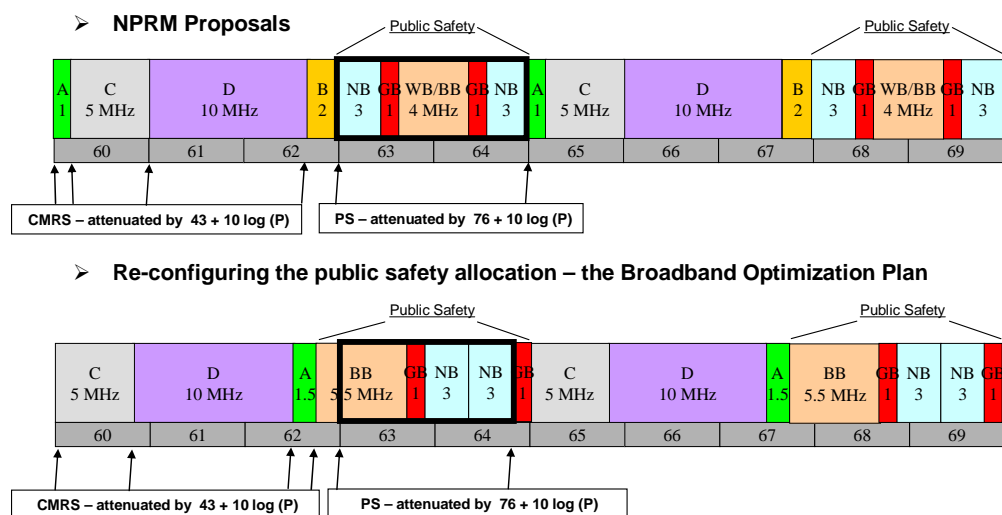 ➢ NPRM Proposals
Public Safety Public Safety
A C D B NB GB WB/BB GB NB A C D B NB GB WB/BB GB NB
1 5 MHz 10 MHz 2 3 1 4 MHz 1 3 1 5 MHz 10 MHz 2 3 1 4 MHz 1 3
60 61 62 63 64 65 66 67 68 69
CMRS – attenuated by 43 + 10 log (P) PS – attenuated by 76 + 10 log (P)
➢ Re-configuring the public safety allocation – the Broadband Optimization Plan
Public Safety Public Safety
C D A BB GB NB NB GB C D A BB GB NB NB GB
5 MHz 10 MHz 1.5 5.5 MHz 1 3 3 1 5 MHz 10 MHz 1.5 5.5 MHz 1 3 3 1
60 61 62 63 64 65 66 67 68 69
CMRS – attenuated by 43 + 10 log (P) PS – attenuated by 76 + 10 log (P)